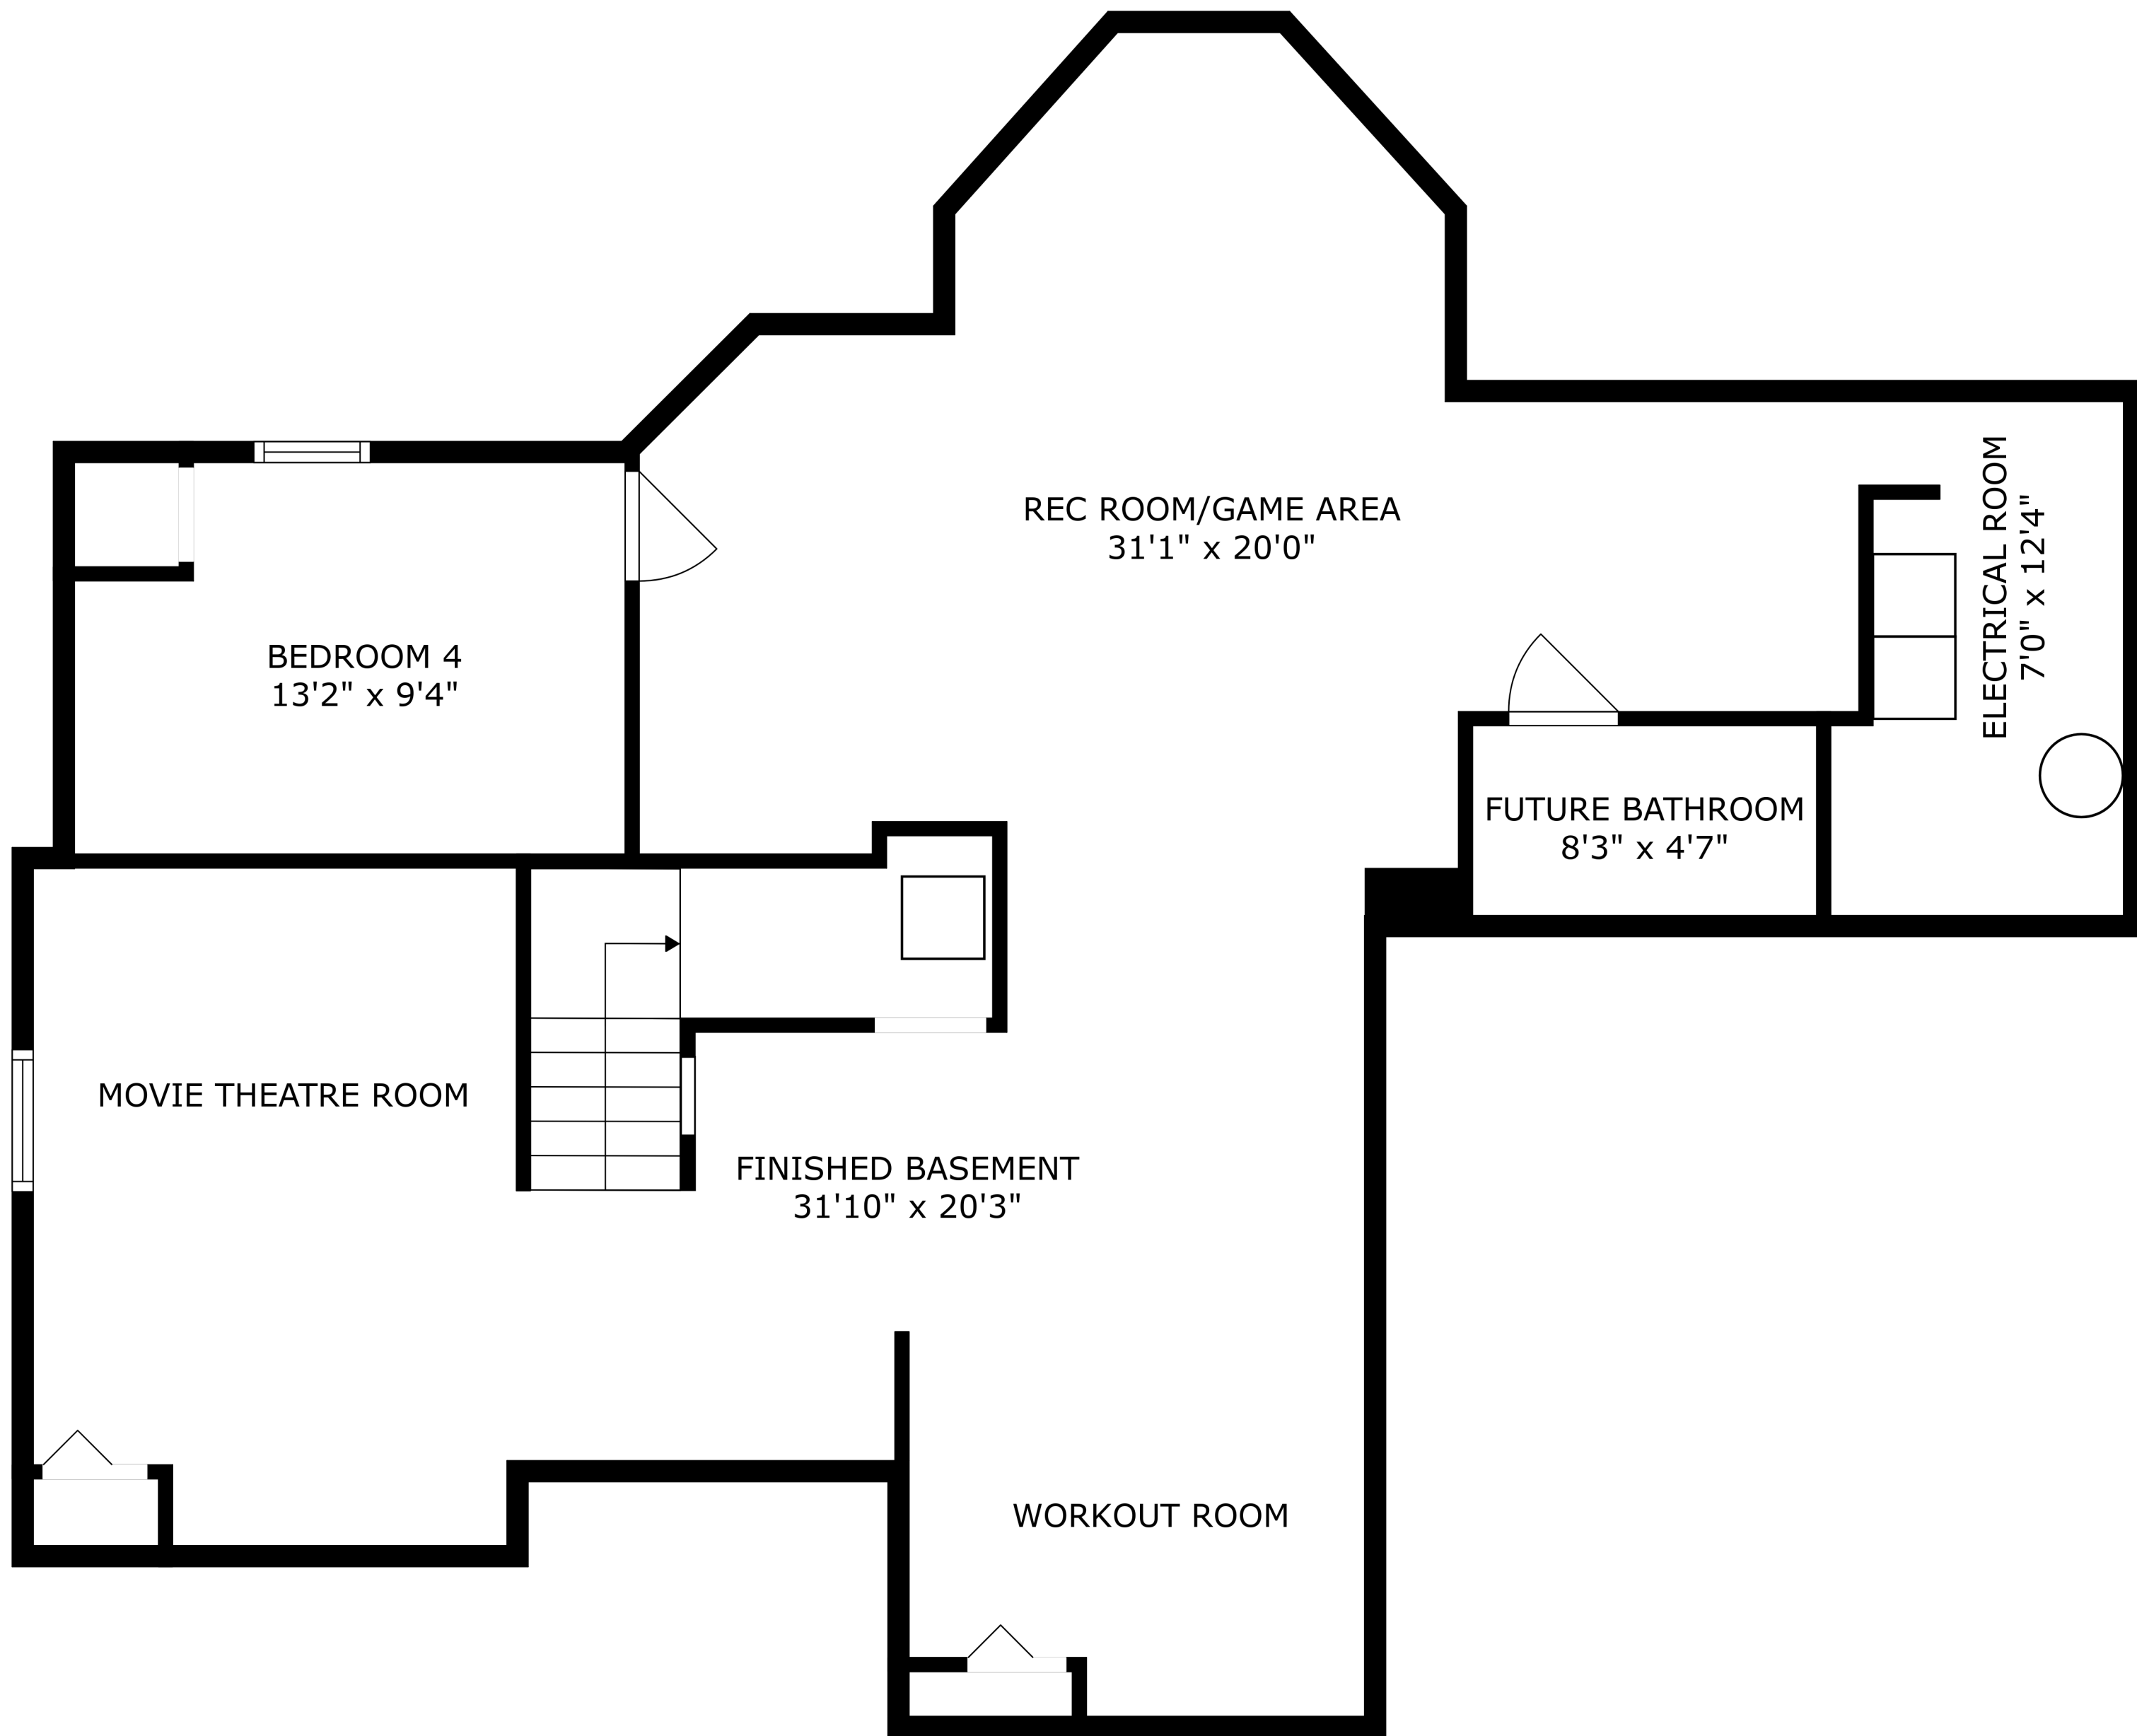 REC ROOM/GAME AREA
31'1" x 20'0"
ELECTRICAL ROOM
7'0" x 12'4"
BEDROOM 4
13'2" x 9'4"
FUTURE BATHROOM
8'3" x 4'7"
MOVIE THEATRE ROOM
FINISHED BASEMENT
31'10" x 20'3"
WORKOUT ROOM